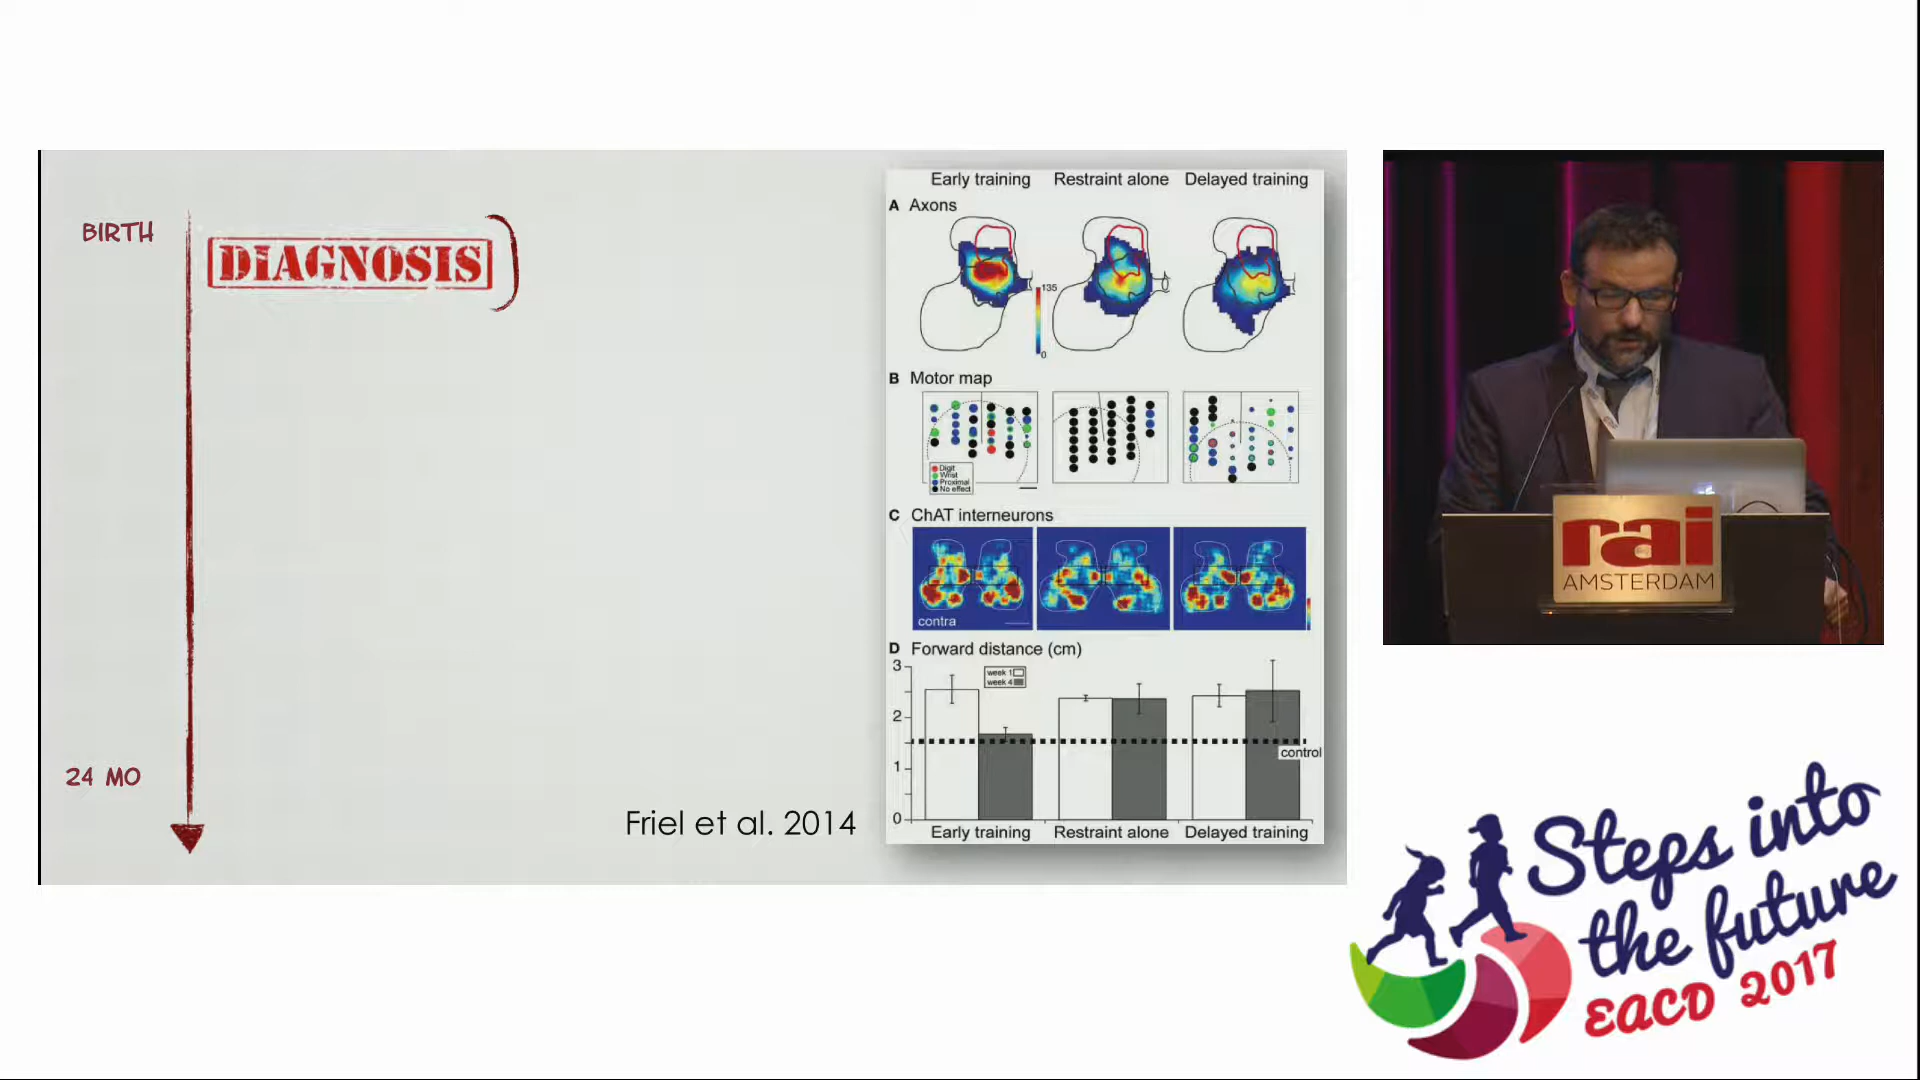 BIRTH
DIAGNOSIS
24 MO
Friel et al. 2014
Early training Restraint alone Delayed training
A Axons
135
0
B Motor map
Digit
Wrist
Proximal
No effect
C ChAT interneurons
contra
D Forward distance (cm)
3
week 1
week 4
2
control
1
0
Early training Restraint alone Delayed training
rai
AMSTERDAM
Steps into
the future
EACD 2017